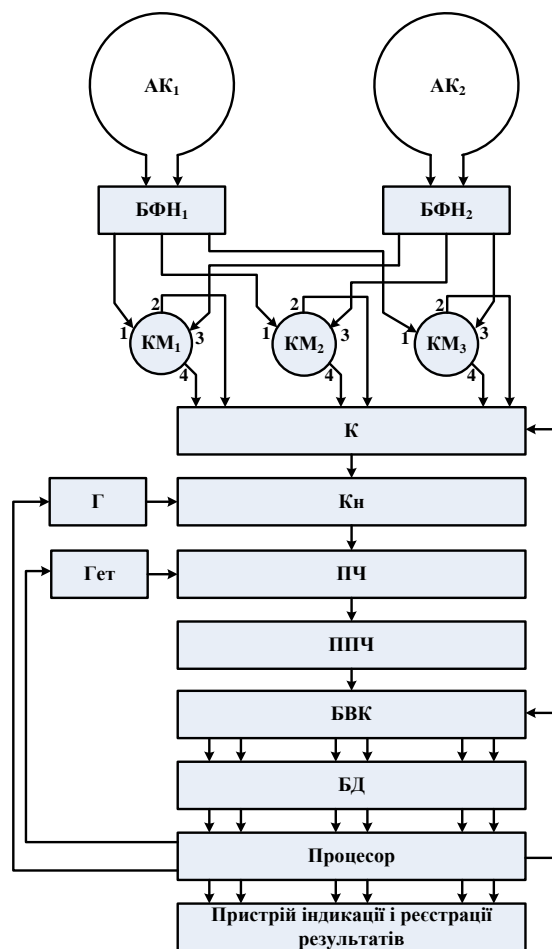 АК₁ АК₂
БФН₁ БФН₂
2 2 2
1 КМ₁ 3 1 КМ₂ 3 1 КМ₃ 3
4 4 4
К
Г Кн
Гет ПЧ
ППЧ
БВК
БД
Процесор
Пристрій індикації і реєстрації
результатів